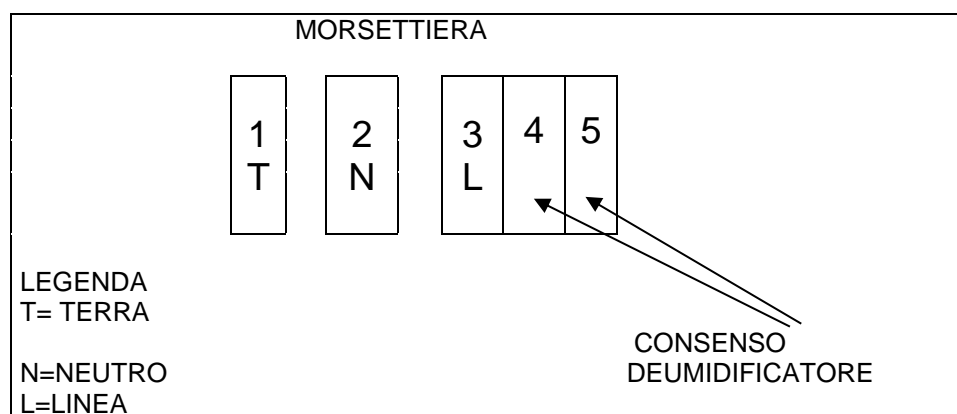 MORSETTIERA
1 2 3 4 5
T N L
LEGENDA
T= TERRA
CONSENSO
N=NEUTRO DEUMIDIFICATORE
L=LINEA